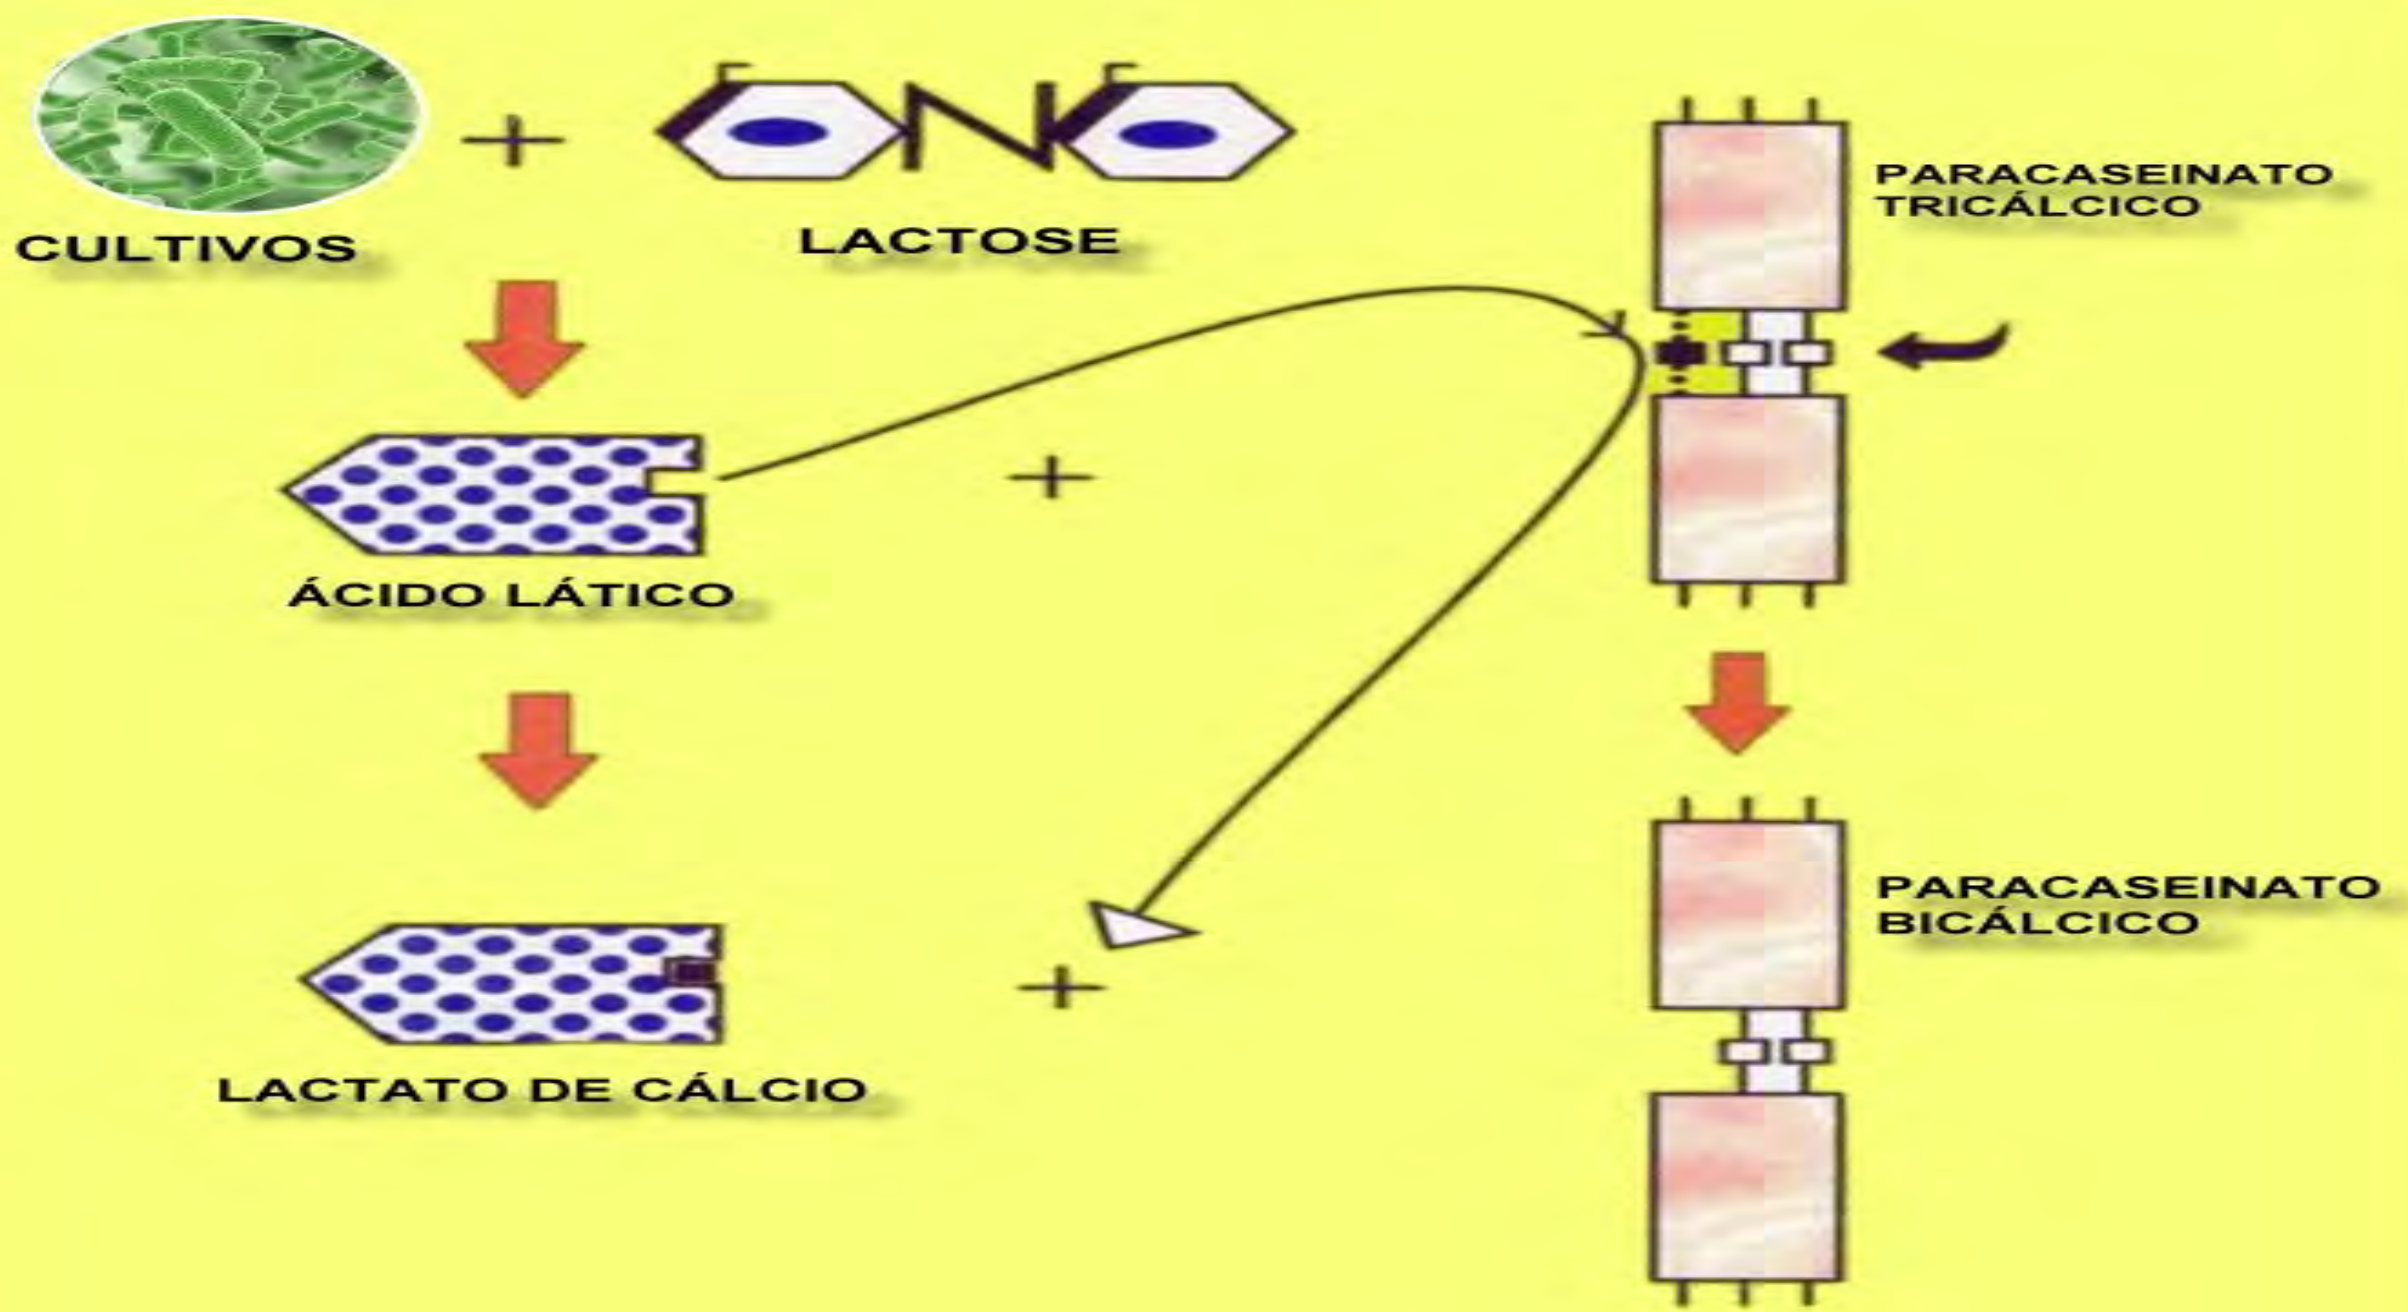 CULTIVOS
LACTOSE
PARACASEINATO
TRICÁLCICO
ÁCIDO LÁTICO
PARACASEINATO
BICÁLCICO
LACTATO DE CÁLCIO